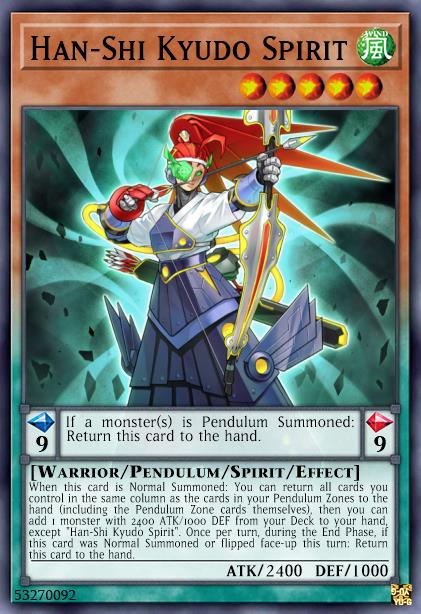 Han-Shi Kyudo Spirit
WIND
風
If a monster(s) is Pendulum Summoned:
Return this card to the hand.
9
9
[Warrior/Pendulum/Spirit/Effect]
When this card is Normal Summoned: You can return all cards you
control in the same column as the cards in your Pendulum Zones to the
hand (including the Pendulum Zone cards themselves), then you can
add 1 monster with 2400 ATK/1000 DEF from your Deck to your hand,
except "Han-Shi Kyudo Spirit". Once per turn, during the End Phase, if
this card was Normal Summoned or flipped face-up this turn: Return
this card to the hand.
ATK/2400 DEF/1000
53270092